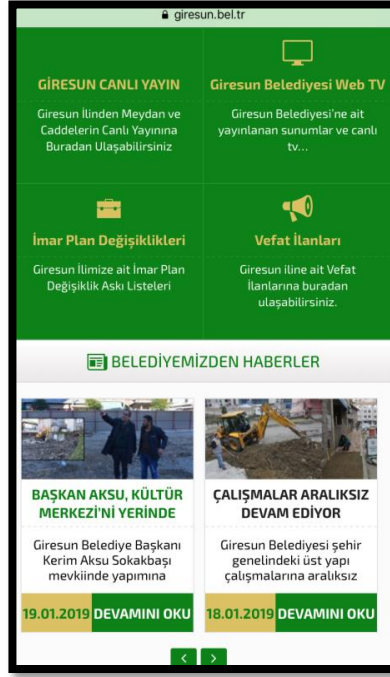 giresun.bel.tr
GİRESUN CANLI YAYIN
Giresun İlinden Meydan ve
Caddelerin Canlı Yayınına
Buradan Ulaşabilirsiniz
Giresun Belediyesi Web TV
Giresun Belediyesi'ne ait
yayınlanan sunumlar ve canlı
tv...
İmar Plan Değişiklikleri
Giresun İlimize ait İmar Plan
Değişiklik Askı Listeleri
Vefat İlanları
Giresun iline ait Vefat
İlanlarına buradan
ulaşabilirsiniz.
BELEDİYEMİZDEN HABERLER
BAŞKAN AKSU, KÜLTÜR
MERKEZİ'Nİ YERİNDE
Giresun Belediye Başkanı
Kerim Aksu Sokakbaşı
mevkiinde yapımına
19.01.2019 DEVAMINI OKU
ÇALIŞMALAR ARALIKSIZ
DEVAM EDİYOR
Giresun Belediyesi şehir
genelindeki üst yapı
çalışmalarına aralıksız
18.01.2019 DEVAMINI OKU